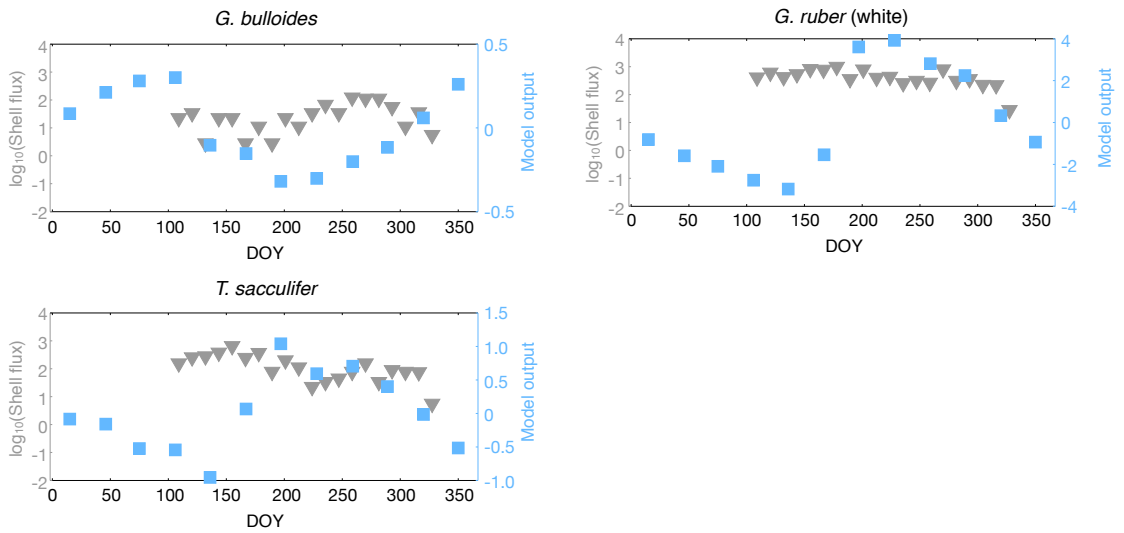 G. bulloides
4
3
2
1
0
-1
-2
log₁₀(Shell flux)
0.5
0
-0.5
Model output
0 50 100 150 200 250 300 350
DOY
G. ruber (white)
4
3
2
1
0
-1
-2
log₁₀(Shell flux)
4
2
0
-2
-4
Model output
0 50 100 150 200 250 300 350
DOY
T. sacculifer
4
3
2
1
0
-1
-2
log₁₀(Shell flux)
1.5
1.0
0.5
0
-0.5
-1.0
Model output
0 50 100 150 200 250 300 350
DOY